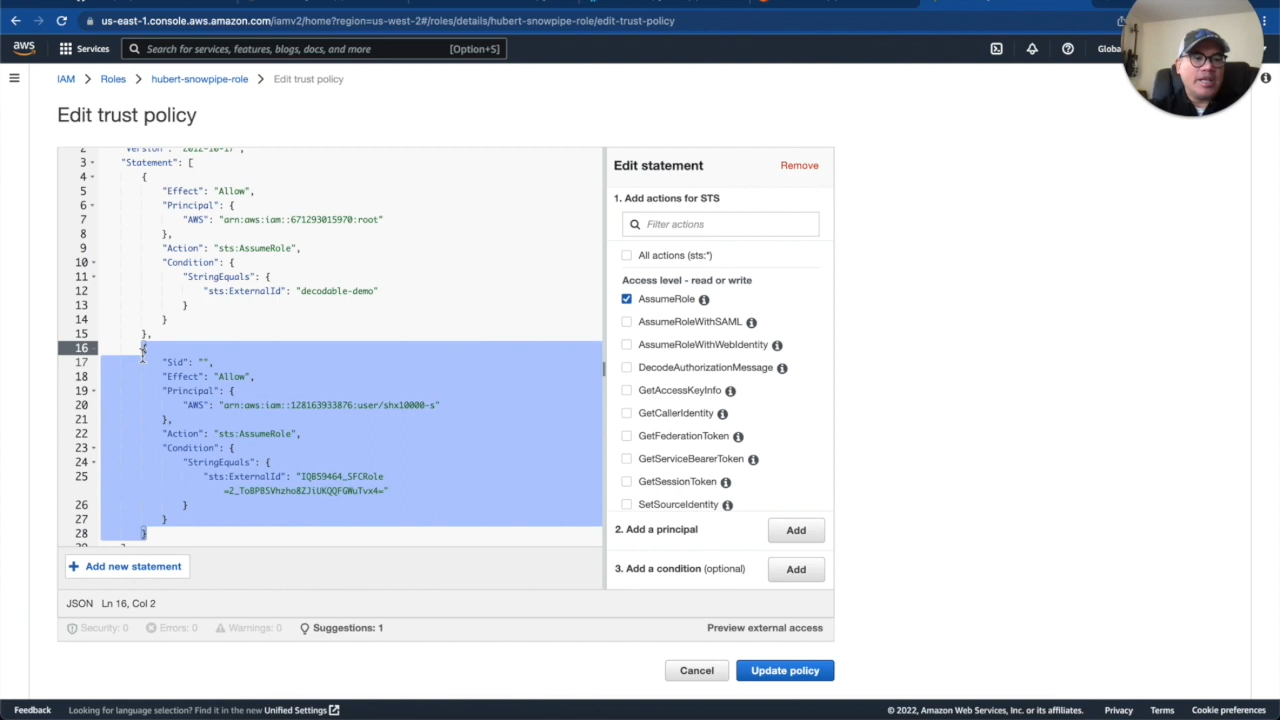 us-east-1.console.aws.amazon.com/iamv2/home?region=us-west-2#/roles/details/hubert-snowpipe-role/edit-trust-policy
aws
Services
Search for services, features, blogs, docs, and more
[Option+S]
Globa
IAM > Roles > hubert-snowpipe-role > Edit trust policy
Edit trust policy
2 "Version": "2012-10-17",
3 "Statement": [
4 {
5 "Effect": "Allow",
6 "Principal": {
7 "AWS": "arn:aws:iam::671293015970:root"
8 },
9 "Action": "sts:AssumeRole",
10 "Condition": {
11 "StringEquals": {
12 "sts:ExternalId": "decodable-demo"
13 }
14 }
15 },
16 {
17 "Sid": "",
18 "Effect": "Allow",
19 "Principal": {
20 "AWS": "arn:aws:iam::128163933876:user/shx10000-s"
21 },
22 "Action": "sts:AssumeRole",
23 "Condition": {
24 "StringEquals": {
25 "sts:ExternalId": "IQB59464_SFCRole
=2_ToBPBSVhzho8ZJiUKQQFGWuTvx4="
26 }
27 }
28 }
Add new statement
JSON Ln 16, Col 2
Security: 0 Errors: 0 Warnings: 0 Suggestions: 1
Preview external access
Edit statement
Remove
1. Add actions for STS
Filter actions
All actions (sts:*)
Access level - read or write
AssumeRole
AssumeRoleWithSAML
AssumeRoleWithWebIdentity
DecodeAuthorizationMessage
GetAccessKeyInfo
GetCallerIdentity
GetFederationToken
GetServiceBearerToken
GetSessionToken
SetSourceIdentity
2. Add a principal
Add
3. Add a condition (optional)
Add
Cancel
Update policy
Feedback
Looking for language selection? Find it in the new Unified Settings
© 2022, Amazon Web Services, Inc. or its affiliates.
Privacy
Terms
Cookie preferences